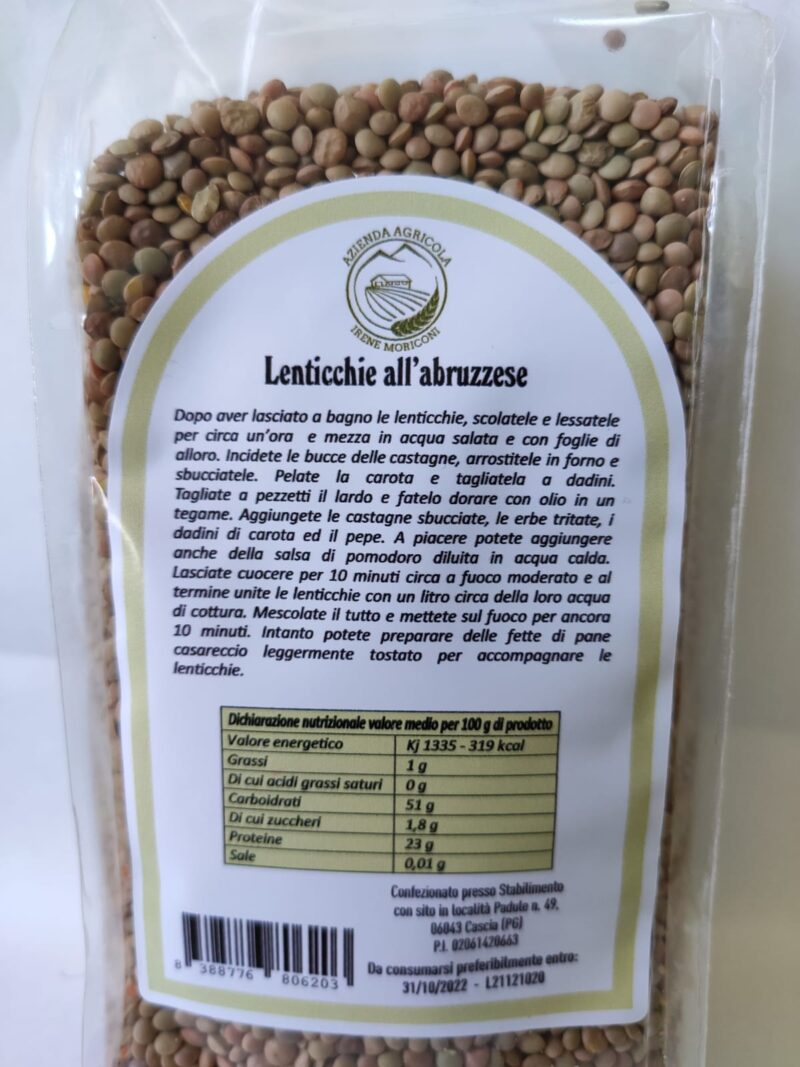 AZIENDA AGRICOLA
IRENE MORICONI
Lenticchie all'abruzzese
Dopo aver lasciato a bagno le lenticchie, scolatele e lessatele
per circa un'ora e mezza in acqua salata e con foglie di
alloro. Incidete le bucce delle castagne, arrostitele in forno e
sbucciatele. Pelate la carota e tagliatela a dadini.
Tagliate a pezzetti il lardo e fatelo dorare con olio in un
tegame. Aggiungete le castagne sbucciate, le erbe tritate, i
dadini di carota ed il pepe. A piacere potete aggiungere
anche della salsa di pomodoro diluita in acqua calda.
Lasciate cuocere per 10 minuti circa a fuoco moderato e al
termine unite le lenticchie con un litro circa della loro acqua
di cottura. Mescolate il tutto e mettete sul fuoco per ancora
10 minuti. Intanto potete preparare delle fette di pane
casareccio leggermente tostato per accompagnare le
lenticchie.
Dichiarazione nutrizionale valore medio per 100 g di prodotto
Valore energetico Kj 1335 - 319 kcal
Grassi 1 g
Di cui acidi grassi saturi 0 g
Carboidrati 51 g
Di cui zuccheri 1,8 g
Proteine 23 g
Sale 0,01 g
Confezionato presso Stabilimento
con sito in località Padule n. 49,
06043 Cascia (PG)
P.I. 02061420663
Da consumarsi preferibilmente entro:
31/10/2022 - L21121020
8 388776 806203